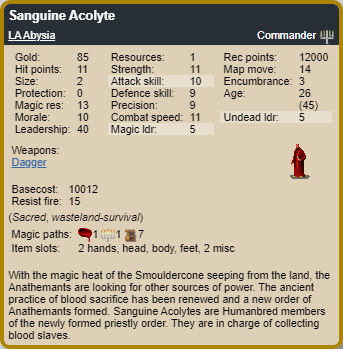 Sanguine Acolyte
LA Abysia Commander
Gold: 85 Resources: 1 Rec points: 12000
Hit points: 11 Strength: 11 Map move: 14
Size: 2 Attack skill: 10 Encumbrance: 3
Protection: 0 Defence skill: 9 Age: 26
Magic res: 13 Precision: 9 (45)
Morale: 10 Combat speed: 11 Undead ldr: 5
Leadership: 40 Magic ldr: 5
Weapons:
Dagger
Basecost: 10012
Resist fire: 15
(Sacred, wasteland-survival)
Magic paths: 1 1 7
Item slots: 2 hands, head, body, feet, 2 misc
With the magic heat of the Smouldercone seeping from the land, the
Anathemants are looking for other sources of power. The ancient
practice of blood sacrifice has been renewed and a new order of
Anathemants formed. Sanguine Acolytes are Humanbred members
of the newly formed priestly order. They are in charge of collecting
blood slaves.